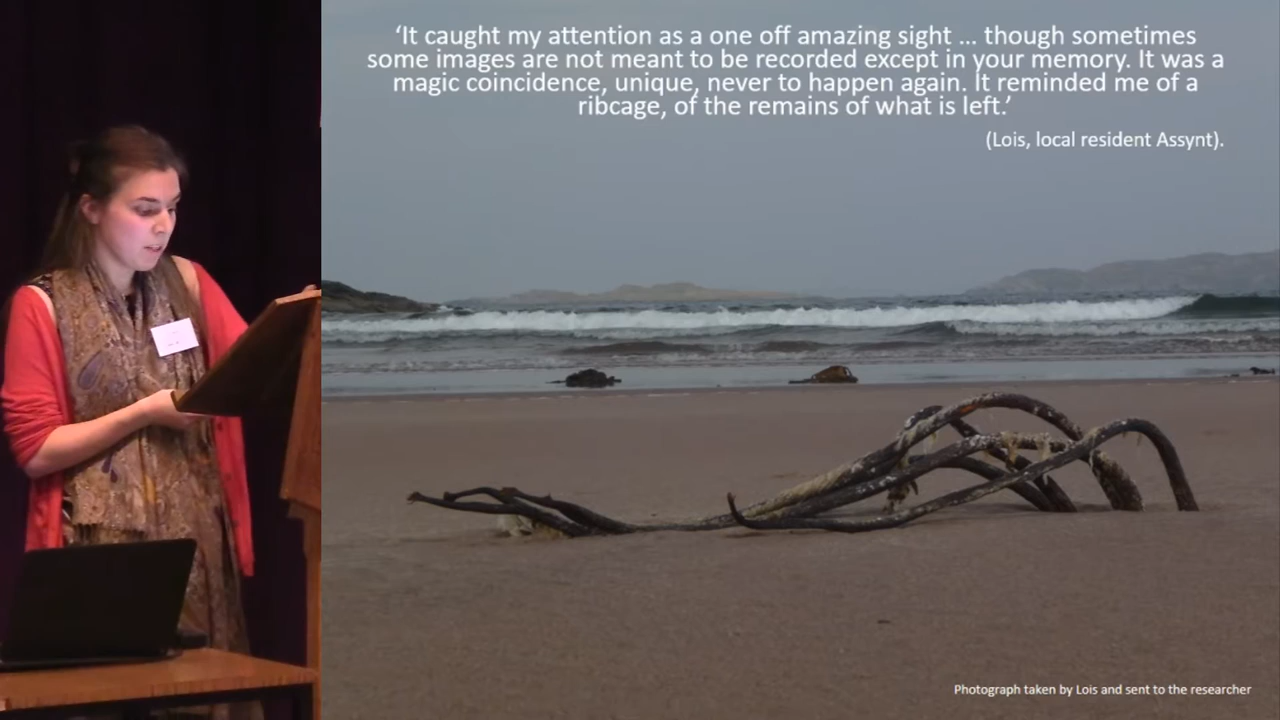 ‘It caught my attention as a one off amazing sight ... though sometimes
some images are not meant to be recorded except in your memory. It was a
magic coincidence, unique, never to happen again. It reminded me of a
ribcage, of the remains of what is left.’
(Lois, local resident Assynt).
Photograph taken by Lois and sent to the researcher